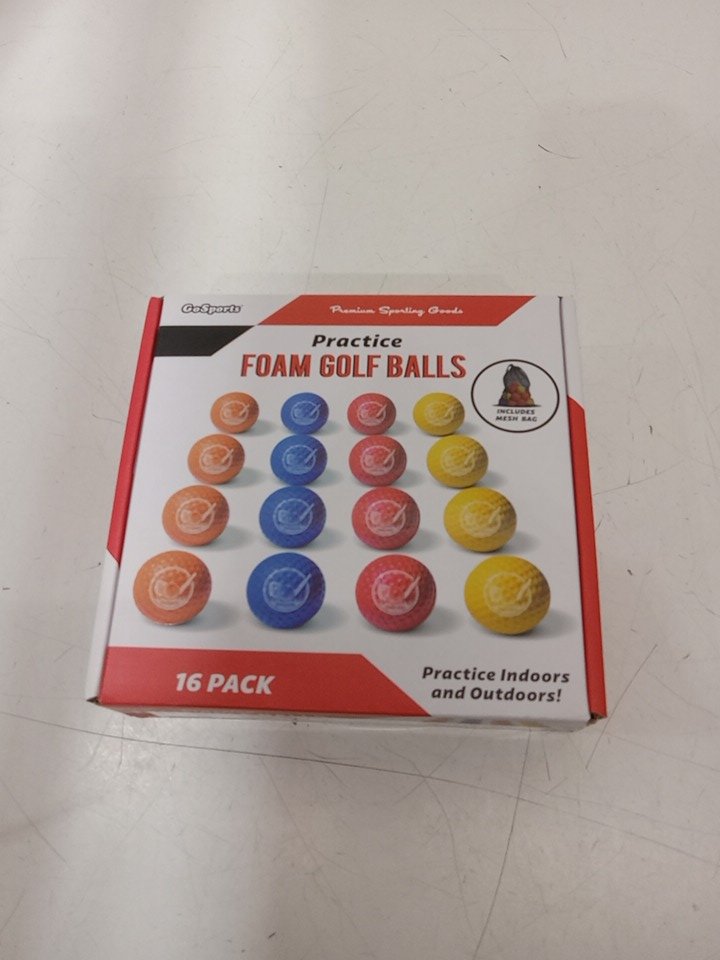 GoSports
Premium Sporting Goods
Practice
FOAM GOLF BALLS
INCLUDES
MESH BAG
16 PACK
Practice Indoors
and Outdoors!